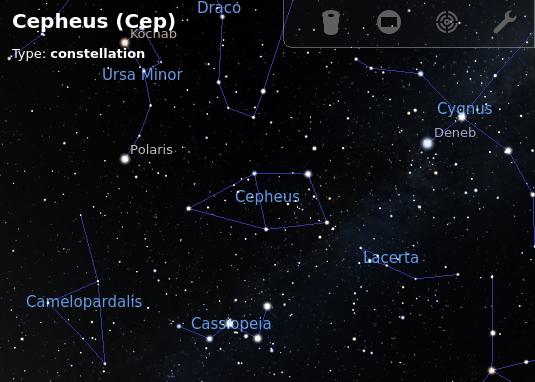 Cepheus (Cep)
Draco
Kochab
Type: constellation
Ursa Minor
Cygnus
Deneb
Polaris
Cepheus
Lacerta
Camelopardalis
Cassiopeia